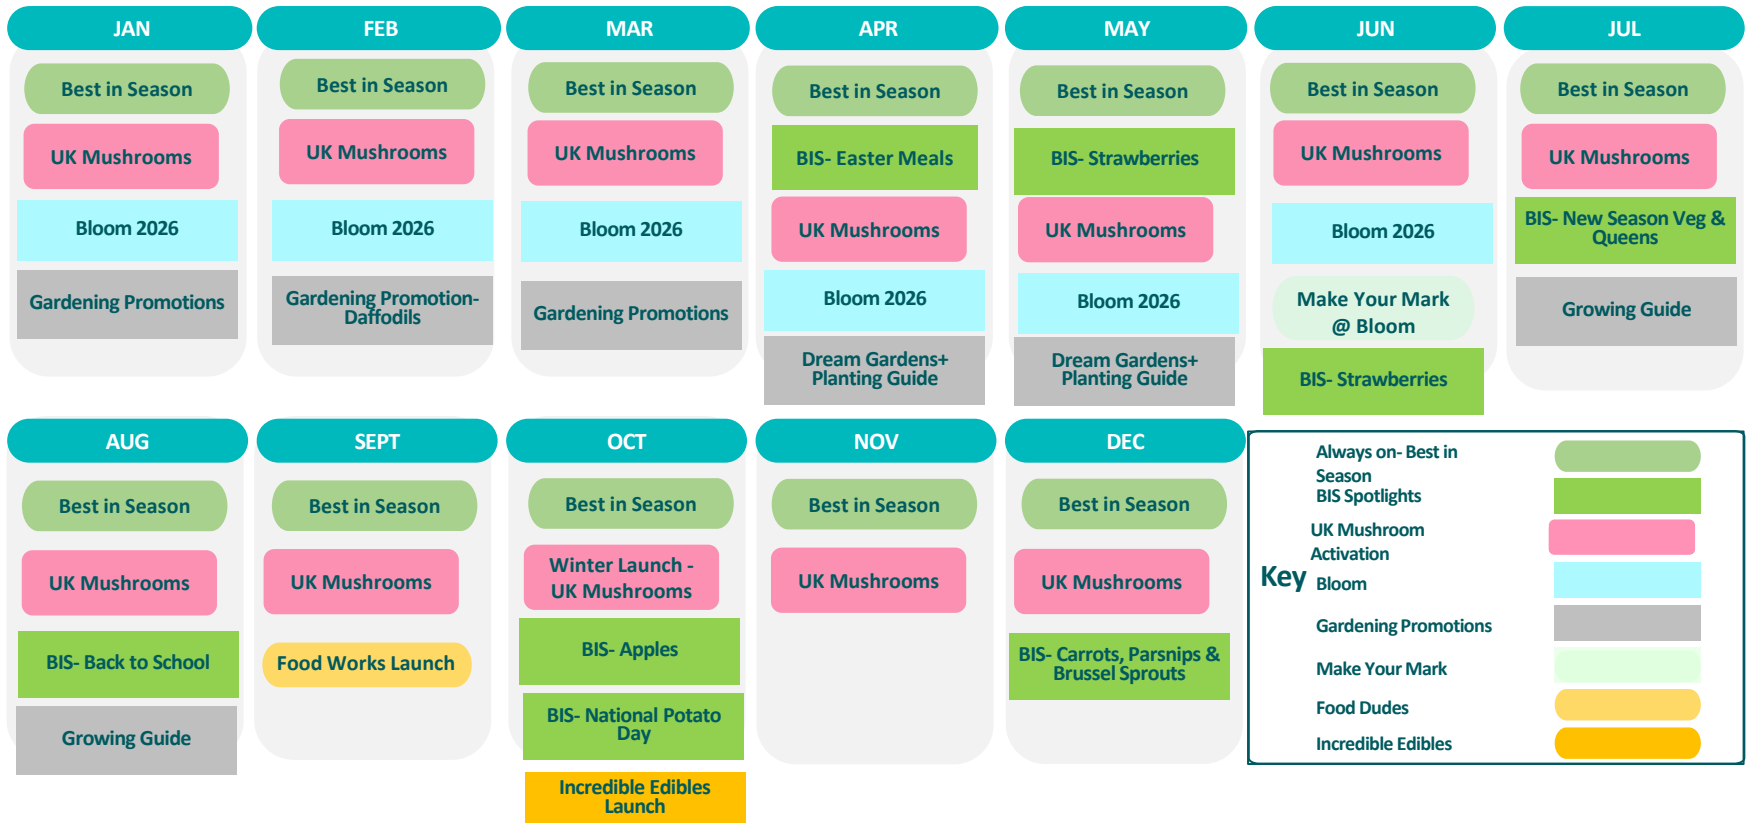 JAN
Best in Season
UK Mushrooms
Bloom 2026
Gardening Promotions
FEB
Best in Season
UK Mushrooms
Bloom 2026
Gardening Promotion-
Daffodils
MAR
Best in Season
UK Mushrooms
Bloom 2026
Gardening Promotions
APR
Best in Season
BIS- Easter Meals
UK Mushrooms
Bloom 2026
Dream Gardens+
Planting Guide
MAY
Best in Season
BIS- Strawberries
UK Mushrooms
Bloom 2026
Dream Gardens+
Planting Guide
JUN
Best in Season
UK Mushrooms
Bloom 2026
Make Your Mark
@ Bloom
BIS- Strawberries
JUL
Best in Season
UK Mushrooms
BIS- New Season Veg &
Queens
Growing Guide
AUG
Best in Season
UK Mushrooms
BIS- Back to School
Growing Guide
SEPT
Best in Season
UK Mushrooms
Food Works Launch
OCT
Best in Season
Winter Launch -
UK Mushrooms
BIS- Apples
BIS- National Potato
Day
Incredible Edibles
Launch
NOV
Best in Season
UK Mushrooms
DEC
Best in Season
UK Mushrooms
BIS- Carrots, Parsnips &
Brussel Sprouts
Key
Always on- Best in
Season
BIS Spotlights
UK Mushroom
Activation
Bloom
Gardening Promotions
Make Your Mark
Food Dudes
Incredible Edibles